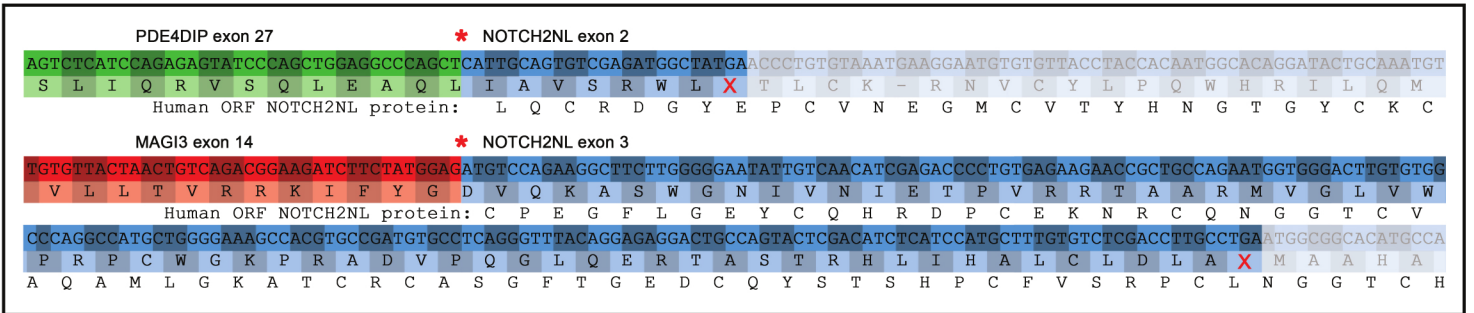 PDE4DIP exon 27 * NOTCH2NL exon 2
AGTCTCATCCAGAGAGTATCCCAGCTGGAGGCCCAGCTCATTGCAGTGTCGAGATGGCTATGAACCCTGTGTAAATGAAGGAATGTGTGTTACCTACCACAATGGCACAGGATACTGCAAATGT
S L I Q R V S Q L E A Q L I A V S R W L X T L C K - R N V C Y L P Q W H R I L Q M
Human ORF NOTCH2NL protein: L Q C R D G Y E P C V N E G M C V T Y H N G T G Y C K C
MAGI3 exon 14 * NOTCH2NL exon 3
TGTGTTACTAACTGTCAGACGGAAGATCTTCTATGGAGATGTCCAGAAGGCTTCTTGGGGGAATATTGTCAACATCGAGACCCCTGTGAGAAGAACCGCTGCCAGAATGGTGGGACTTGTGTGG
V L L T V R R K I F Y G D V Q K A S W G N I V N I E T P V R R T A A R M V G L V W
Human ORF NOTCH2NL protein: C P E G F L G E Y C Q H R D P C E K N R C Q N G G T C V
CCCAGGCCATGCTGGGGAAAGCCACGTGCCGATGTGCCTCAGGGTTTACAGGAGAGGACTGCCAGTACTCGACATCTCATCCATGCTTTGTGTCTCGACCTTGCCTGAATGGCGGCACATGCCA
P R P C W G K P R A D V P Q G L Q E R T A S T R H L I H A L C L D L A X M A A H A
A Q A M L G K A T C R C A S G F T G E D C Q Y S T S H P C F V S R P C L N G G T C H